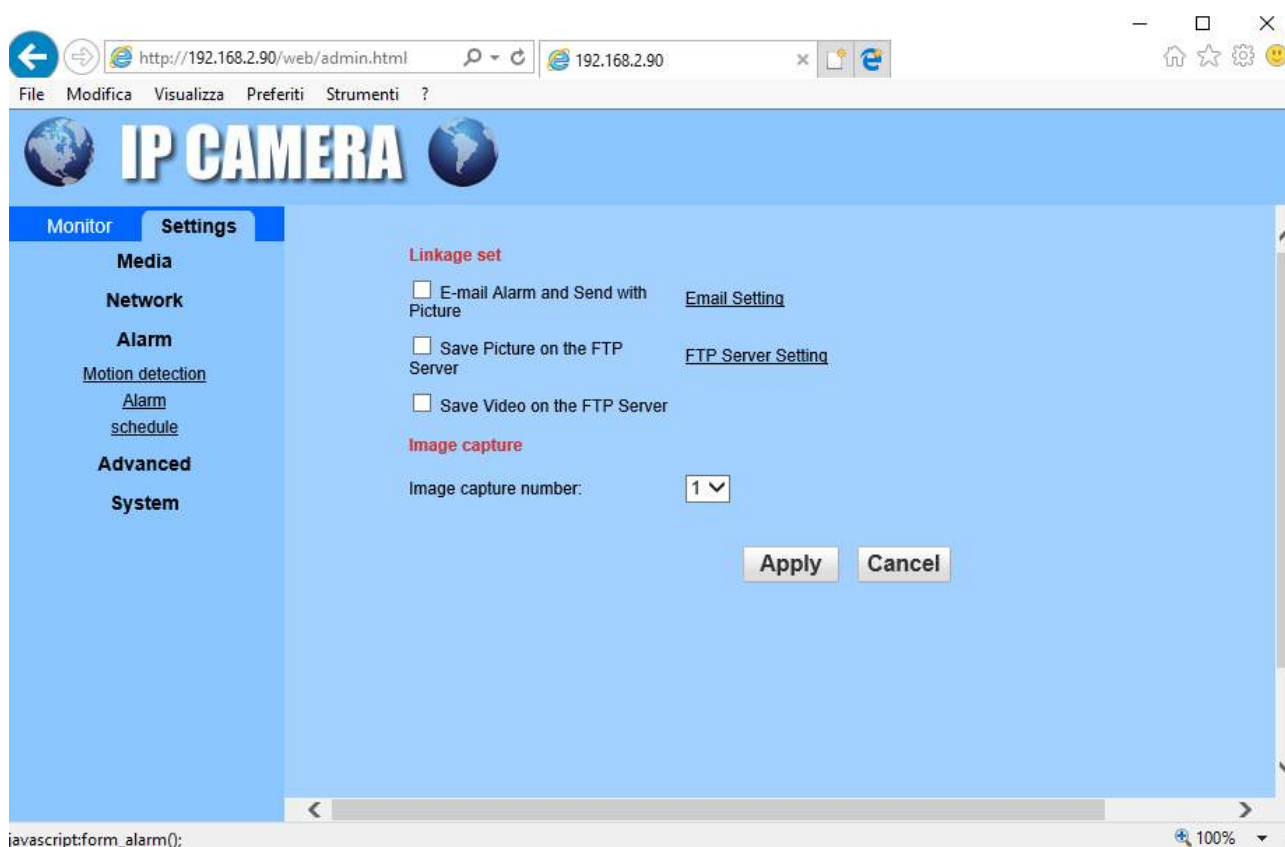 http://192.168.2.90/web/admin.html
192.168.2.90
File Modifica Visualizza Preferiti Strumenti ?
IP CAMERA
Monitor Settings
Media
Network
Alarm
Motion detection
Alarm
schedule
Advanced
System
Linkage set
E-mail Alarm and Send with
Picture
Email Setting
Save Picture on the FTP
Server
FTP Server Setting
Save Video on the FTP Server
Image capture
Image capture number:
1
Apply Cancel
javascript:form_alarm();
100%